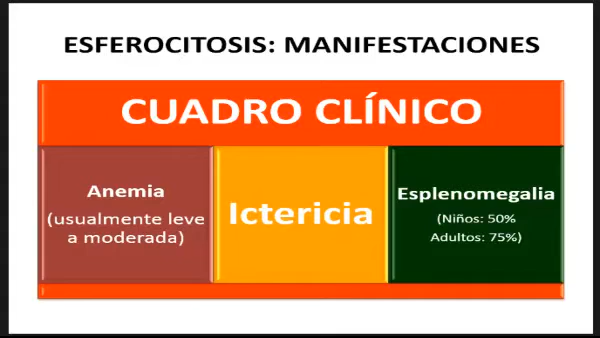 ESFEROCITOSIS: MANIFESTACIONES
CUADRO CLÍNICO
Anemia
(usualmente leve
a moderada)
Ictericia
Esplenomegalia
(Niños: 50%
Adultos: 75%)